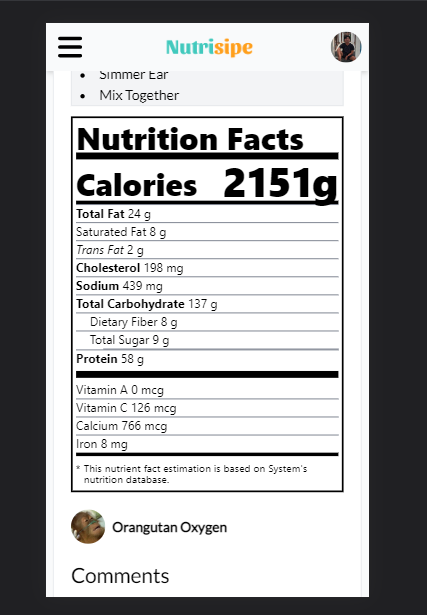 Nutrisipe
Simmer Ear
Mix Together
Nutrition Facts
Calories 2151g
Total Fat 24 g
Saturated Fat 8 g
Trans Fat 2 g
Cholesterol 198 mg
Sodium 439 mg
Total Carbohydrate 137 g
Dietary Fiber 8 g
Total Sugar 9 g
Protein 58 g
Vitamin A 0 mcg
Vitamin C 126 mcg
Calcium 766 mcg
Iron 8 mg
* This nutrient fact estimation is based on System's
nutrition database.
Orangutan Oxygen
Comments